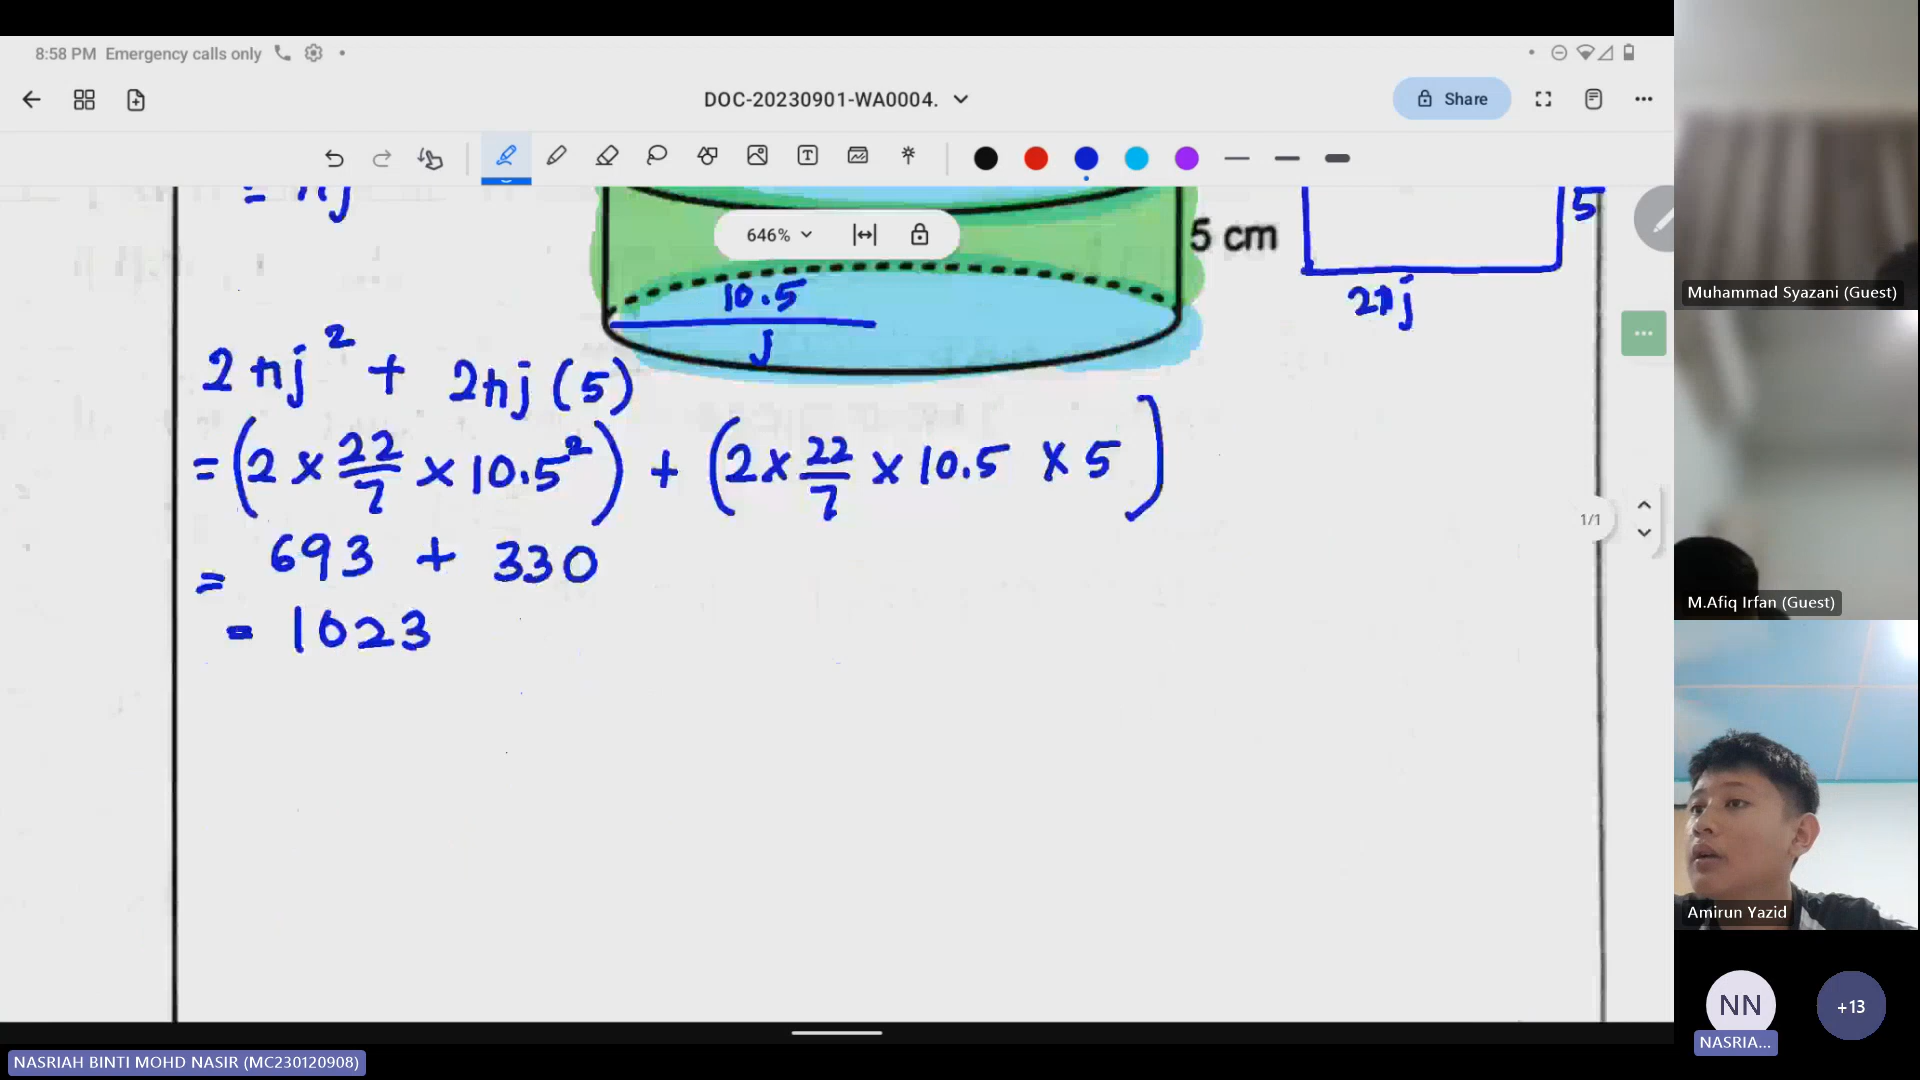 8:58 PM Emergency calls only
DOC-20230901-WA0004.
Share
= πj
646%
5 cm
5
10.5
j
2πj
2πj² + 2πj (5)
= (2 × 22/7 × 10.5²) + (2 × 22/7 × 10.5 × 5)
= 693 + 330
= 1023
1/1
Muhammad Syazani (Guest)
M.Afiq Irfan (Guest)
Amirun Yazid
NN
NASRIA...
+13
NASRIAH BINTI MOHD NASIR (MC230120908)